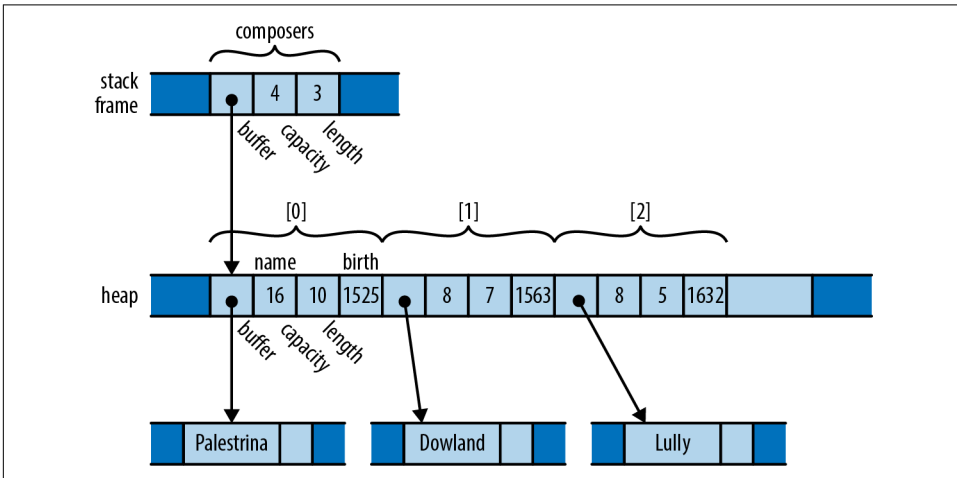 composers
stack
frame
4 3
buffer capacity length
[0] [1] [2]
name birth
heap
16 10 1525 8 7 1563 8 5 1632
buffer capacity length
Palestrina Dowland Lully